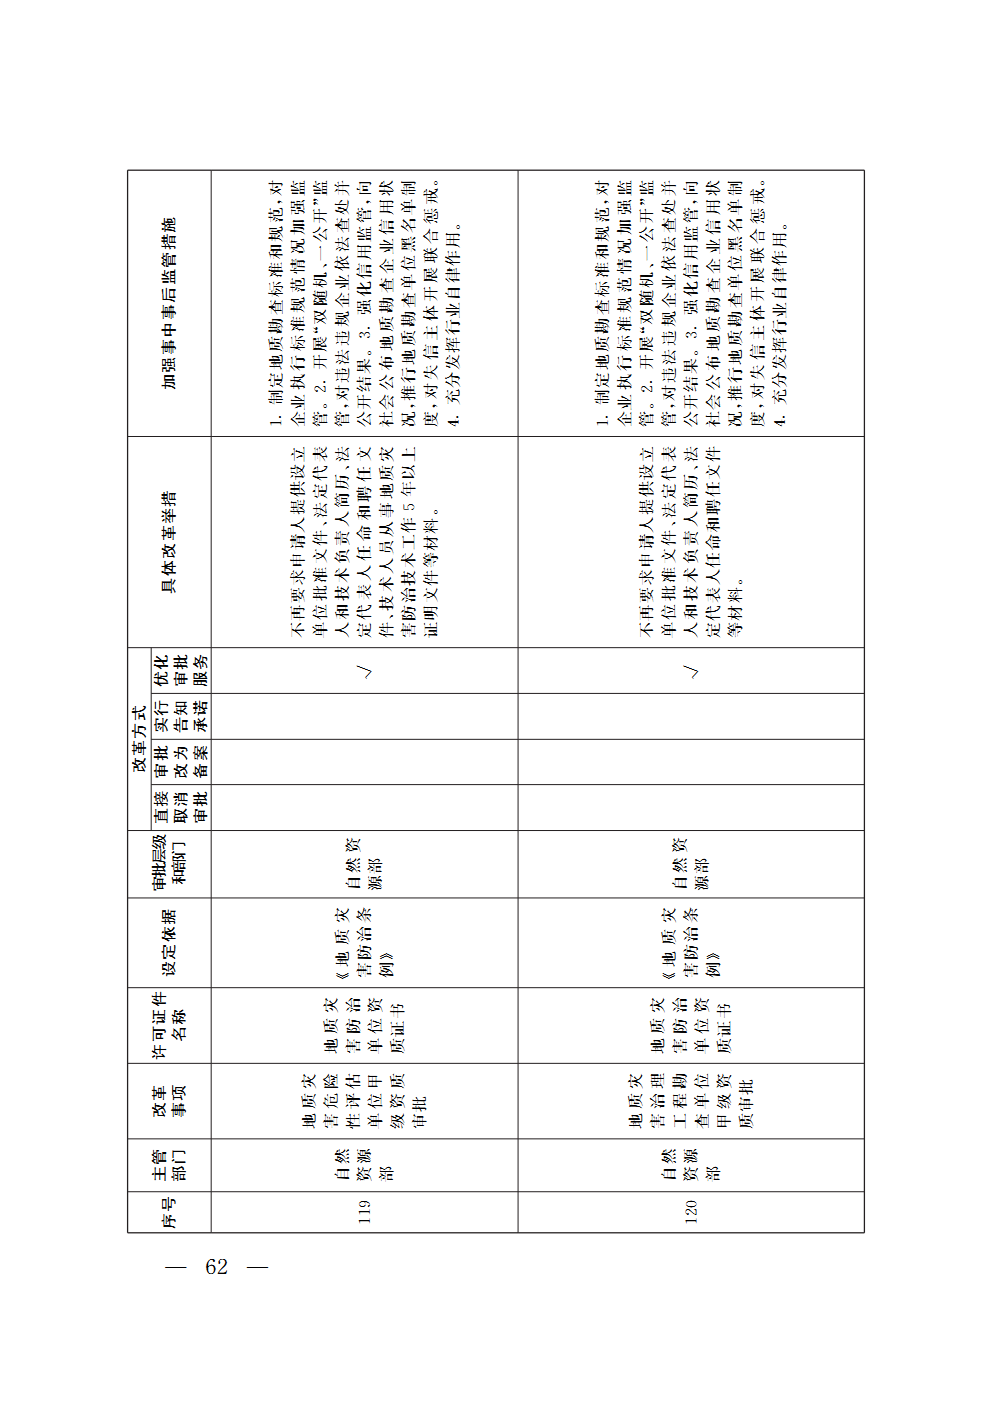 序号
主管
部门
改革
事项
许可证件
名称
设定依据
审批层级
和部门
改革方式
直接
取消
审批
审批
改为
备案
实行
告知
承诺
优化
审批
服务
具体改革举措
加强事中事后监管措施
119
自然
资源
部
地质灾
害危险
性评估
单位甲
级资质
审批
地质灾
害防治
单位资
质证书
《地质灾
害防治条
例》
自然资
源部
√
不再要求申请人提供设立
单位批准文件、法定代表
人和技术负责人简历、法
定代表人任命和聘任文
件、技术人员从事地质灾
害防治技术工作5年以上
证明文件等材料。
1. 制定地质勘查标准和规范,对
企业执行标准规范情况加强监
管。2. 开展“双随机、一公开”监
管,对违法违规企业依法查处并
公开结果。3. 强化信用监管,向
社会公布地质勘查企业信用状
况,推行地质勘查单位黑名单制
度,对失信主体开展联合惩戒。
4. 充分发挥行业自律作用。
120
自然
资源
部
地质灾
害治理
工程勘
查单位
甲级资
质审批
地质灾
害防治
单位资
质证书
《地质灾
害防治条
例》
自然资
源部
√
不再要求申请人提供设立
单位批准文件、法定代表
人和技术负责人简历、法
定代表人任命和聘任文件
等材料。
1. 制定地质勘查标准和规范,对
企业执行标准规范情况加强监
管。2. 开展“双随机、一公开”监
管,对违法违规企业依法查处并
公开结果。3. 强化信用监管,向
社会公布地质勘查企业信用状
况,推行地质勘查单位黑名单制
度,对失信主体开展联合惩戒。
4. 充分发挥行业自律作用。
— 62 —